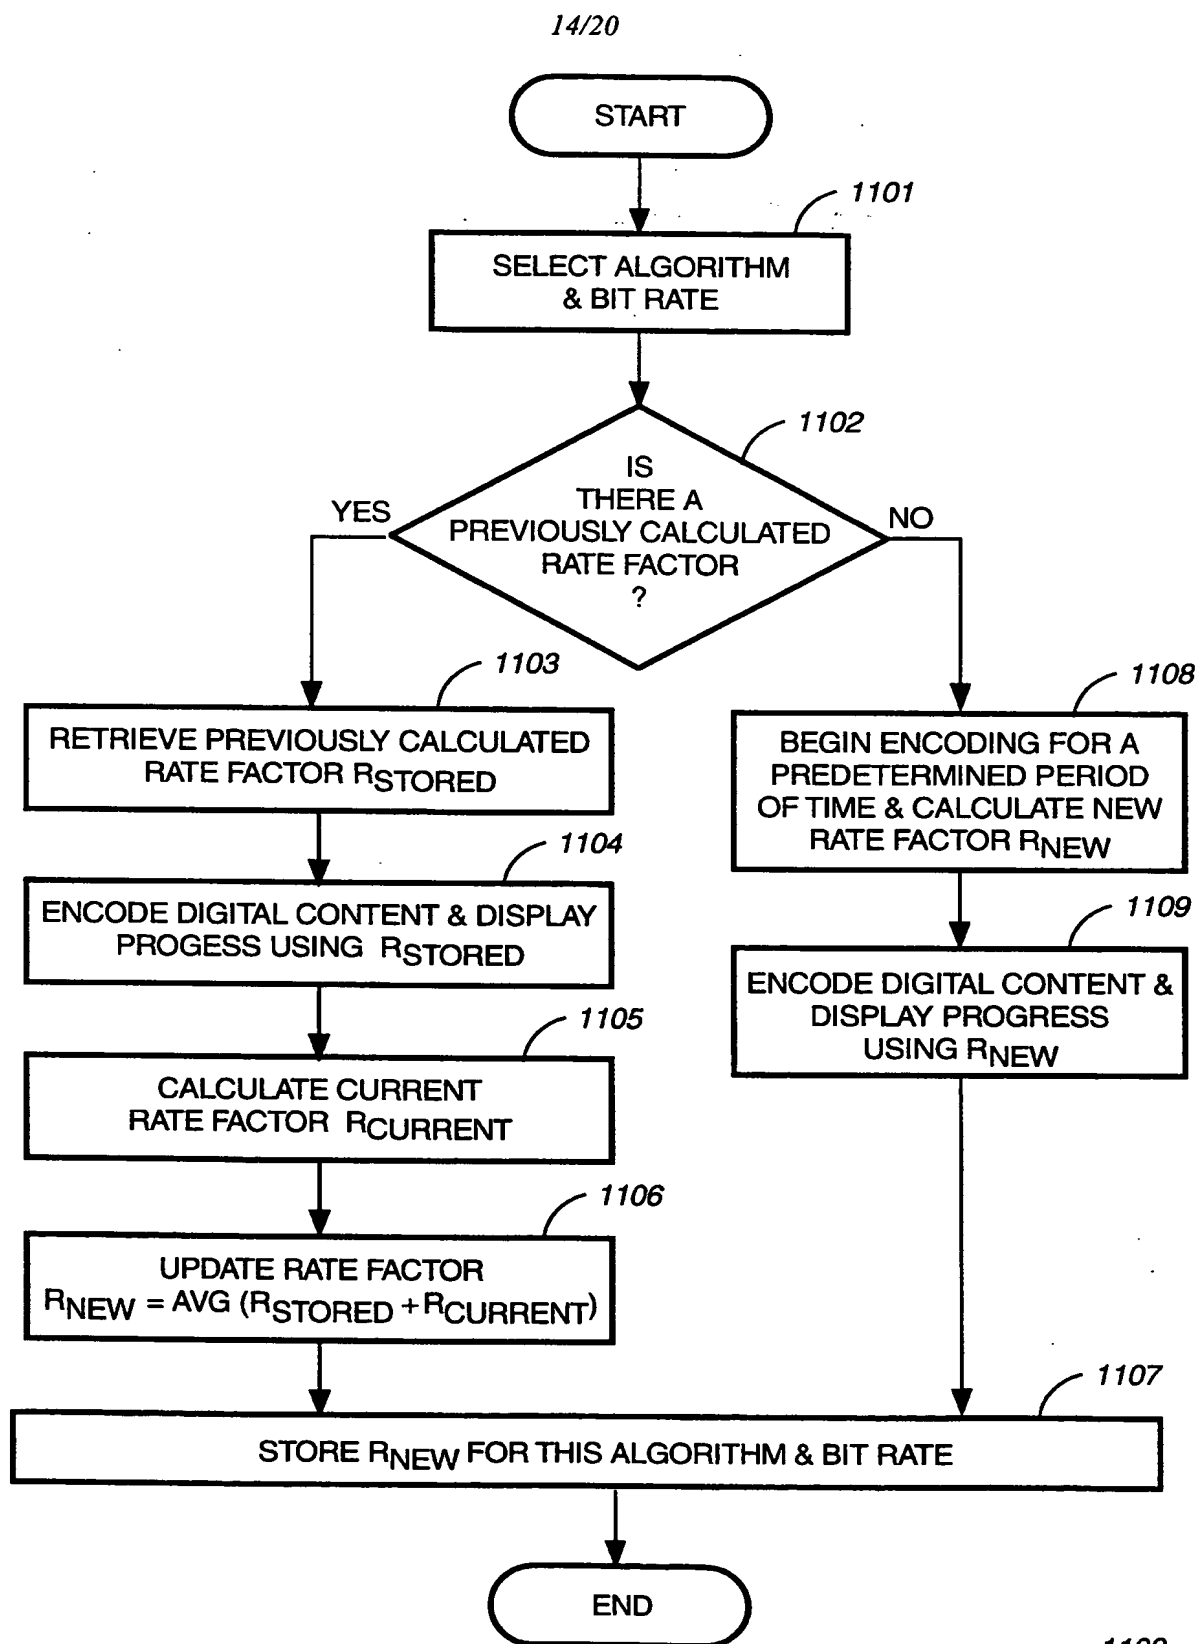 14/20
START
1101
SELECT ALGORITHM
& BIT RATE
1102
IS
THERE A
PREVIOUSLY CALCULATED
RATE FACTOR
?
YES
NO
1103
RETRIEVE PREVIOUSLY CALCULATED
RATE FACTOR RSTORED
1104
ENCODE DIGITAL CONTENT & DISPLAY
PROGESS USING RSTORED
1105
CALCULATE CURRENT
RATE FACTOR RCURRENT
1106
UPDATE RATE FACTOR
RNEW = AVG (RSTORED + RCURRENT)
1108
BEGIN ENCODING FOR A
PREDETERMINED PERIOD
OF TIME & CALCULATE NEW
RATE FACTOR RNEW
1109
ENCODE DIGITAL CONTENT &
DISPLAY PROGRESS
USING RNEW
1107
STORE RNEW FOR THIS ALGORITHM & BIT RATE
END